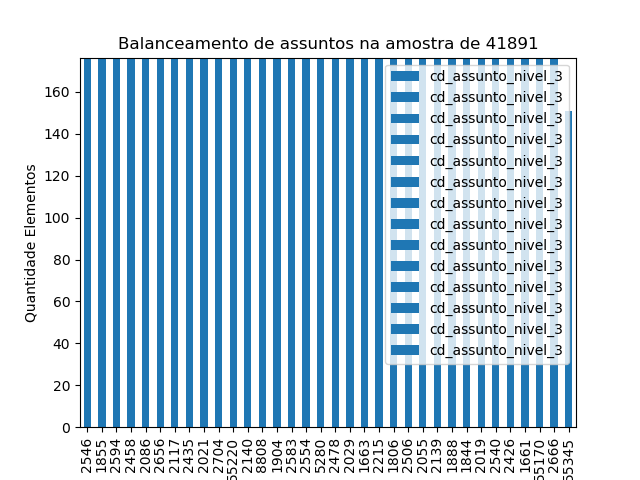 Balanceamento de assuntos na amostra de 41891
Quantidade Elementos
160
140
120
100
80
60
40
20
0
cd_assunto_nivel_3
cd_assunto_nivel_3
cd_assunto_nivel_3
cd_assunto_nivel_3
cd_assunto_nivel_3
cd_assunto_nivel_3
cd_assunto_nivel_3
cd_assunto_nivel_3
cd_assunto_nivel_3
cd_assunto_nivel_3
cd_assunto_nivel_3
cd_assunto_nivel_3
cd_assunto_nivel_3
cd_assunto_nivel_3
2546
1855
2594
2458
2086
2656
2117
2435
2021
2704
55220
2140
8808
1904
2583
2554
5280
2478
2029
1663
2215
1806
2506
2055
2139
1888
1844
2019
2540
2426
1661
55170
2666
55345